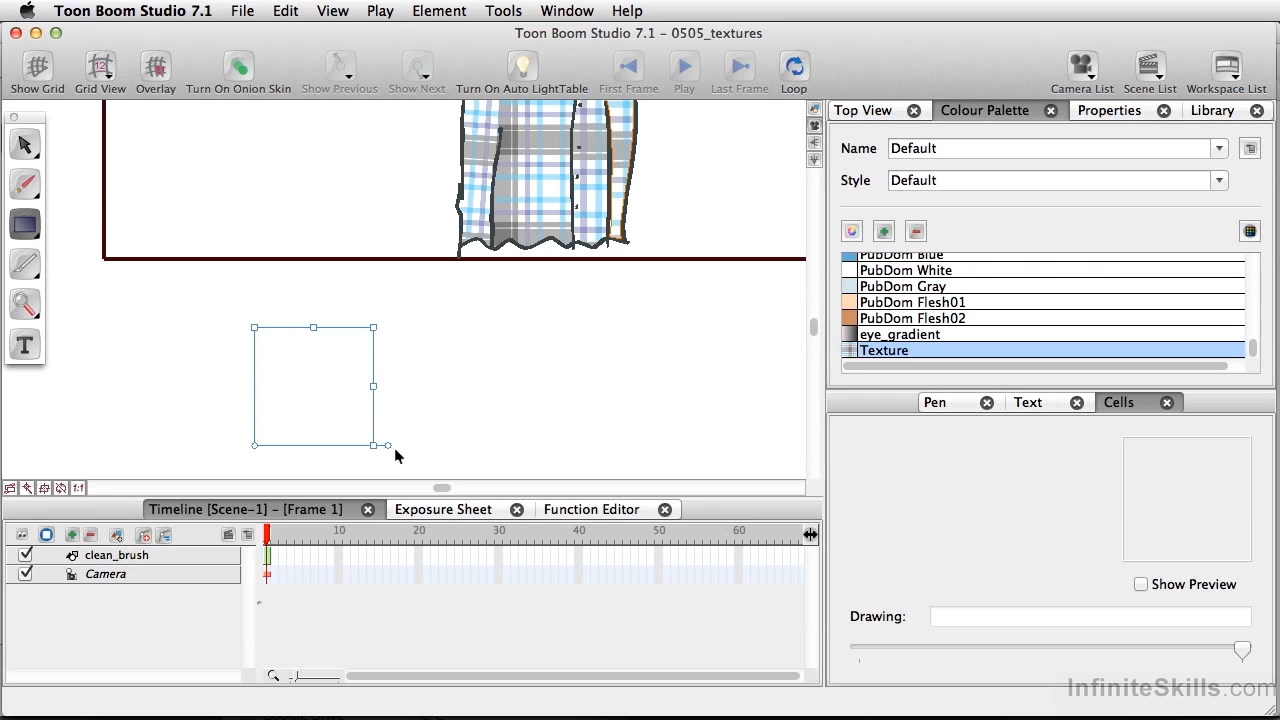 Toon Boom Studio 7.1 File Edit View Play Element Tools Window Help
Toon Boom Studio 7.1 - 0505_textures
12
Show Grid Grid View Overlay Turn On Onion Skin Show Previous Show Next Turn On Auto LightTable First Frame Play Last Frame Loop Camera List Scene List Workspace List
Top View Colour Palette Properties Library
Name Default
Style Default
PubDom Blue
PubDom White
PubDom Gray
PubDom Flesh01
PubDom Flesh02
eye_gradient
Texture
T
Pen Text Cells
Show Preview
Drawing:
1:1
Timeline [Scene-1] - [Frame 1] Exposure Sheet Function Editor
10 20 30 40 50 60
clean_brush
Camera
InfiniteSkills.com